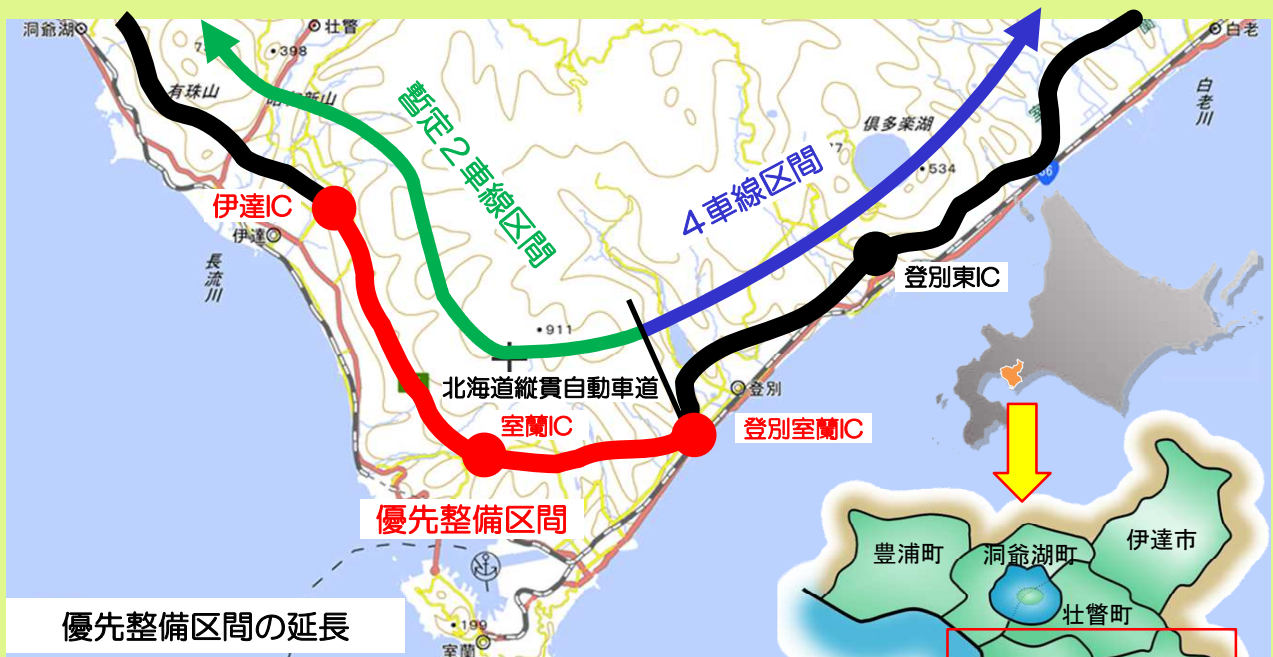 洞爺湖
壮瞥
398
有珠山
白老
白老川
倶多楽湖
534
暫定2車線区間
4車線区間
伊達IC
伊達
長流川
登別東IC
911
北海道縦貫自動車道
登別
室蘭IC
登別室蘭IC
優先整備区間
豊浦町
洞爺湖町
伊達市
壮瞥町
優先整備区間の延長
199
室蘭